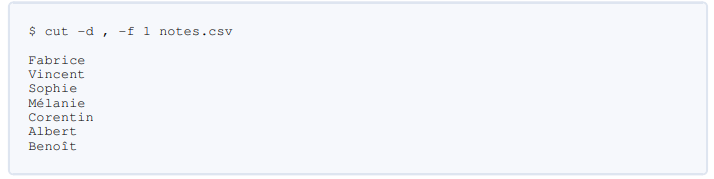 $ cut -d , -f 1 notes.csv
Fabrice
Vincent
Sophie
Mélanie
Corentin
Albert
Benoît